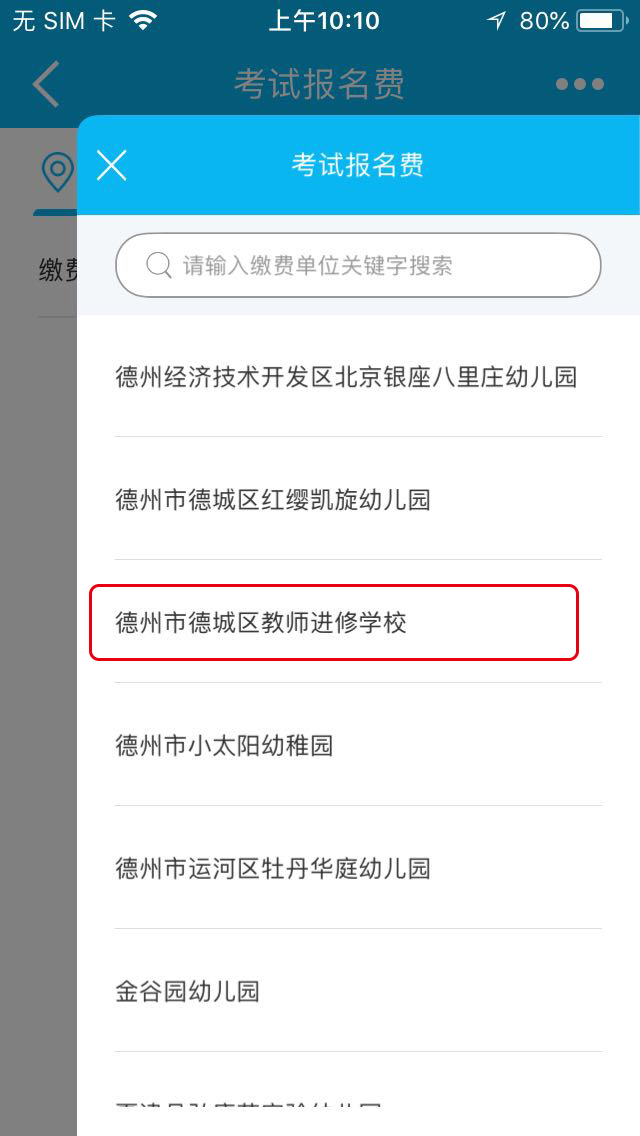 无 SIM 卡 上午10:10 80%
考试报名费
考试报名费
请输入缴费单位关键字搜索
缴费
德州经济技术开发区北京银座八里庄幼儿园
德州市德城区红缨凯旋幼儿园
德州市德城区教师进修学校
德州市小太阳幼稚园
德州市运河区牡丹华庭幼儿园
金谷园幼儿园